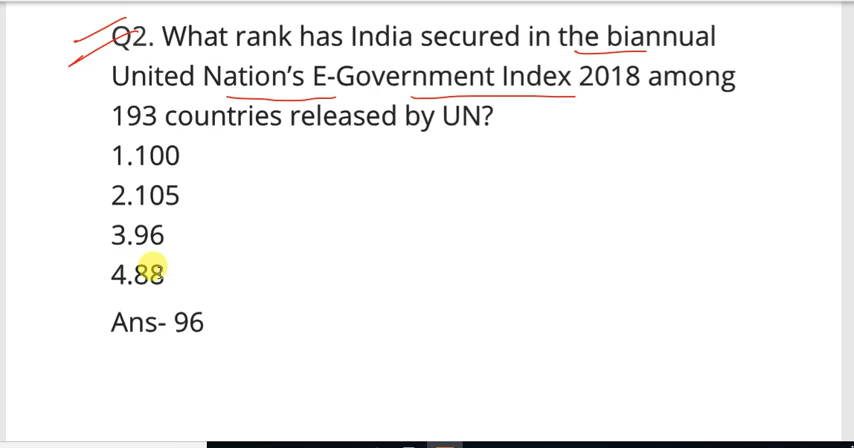 Q2. What rank has India secured in the biannual
United Nation’s E-Government Index 2018 among
193 countries released by UN?
1.100
2.105
3.96
4.88
Ans- 96